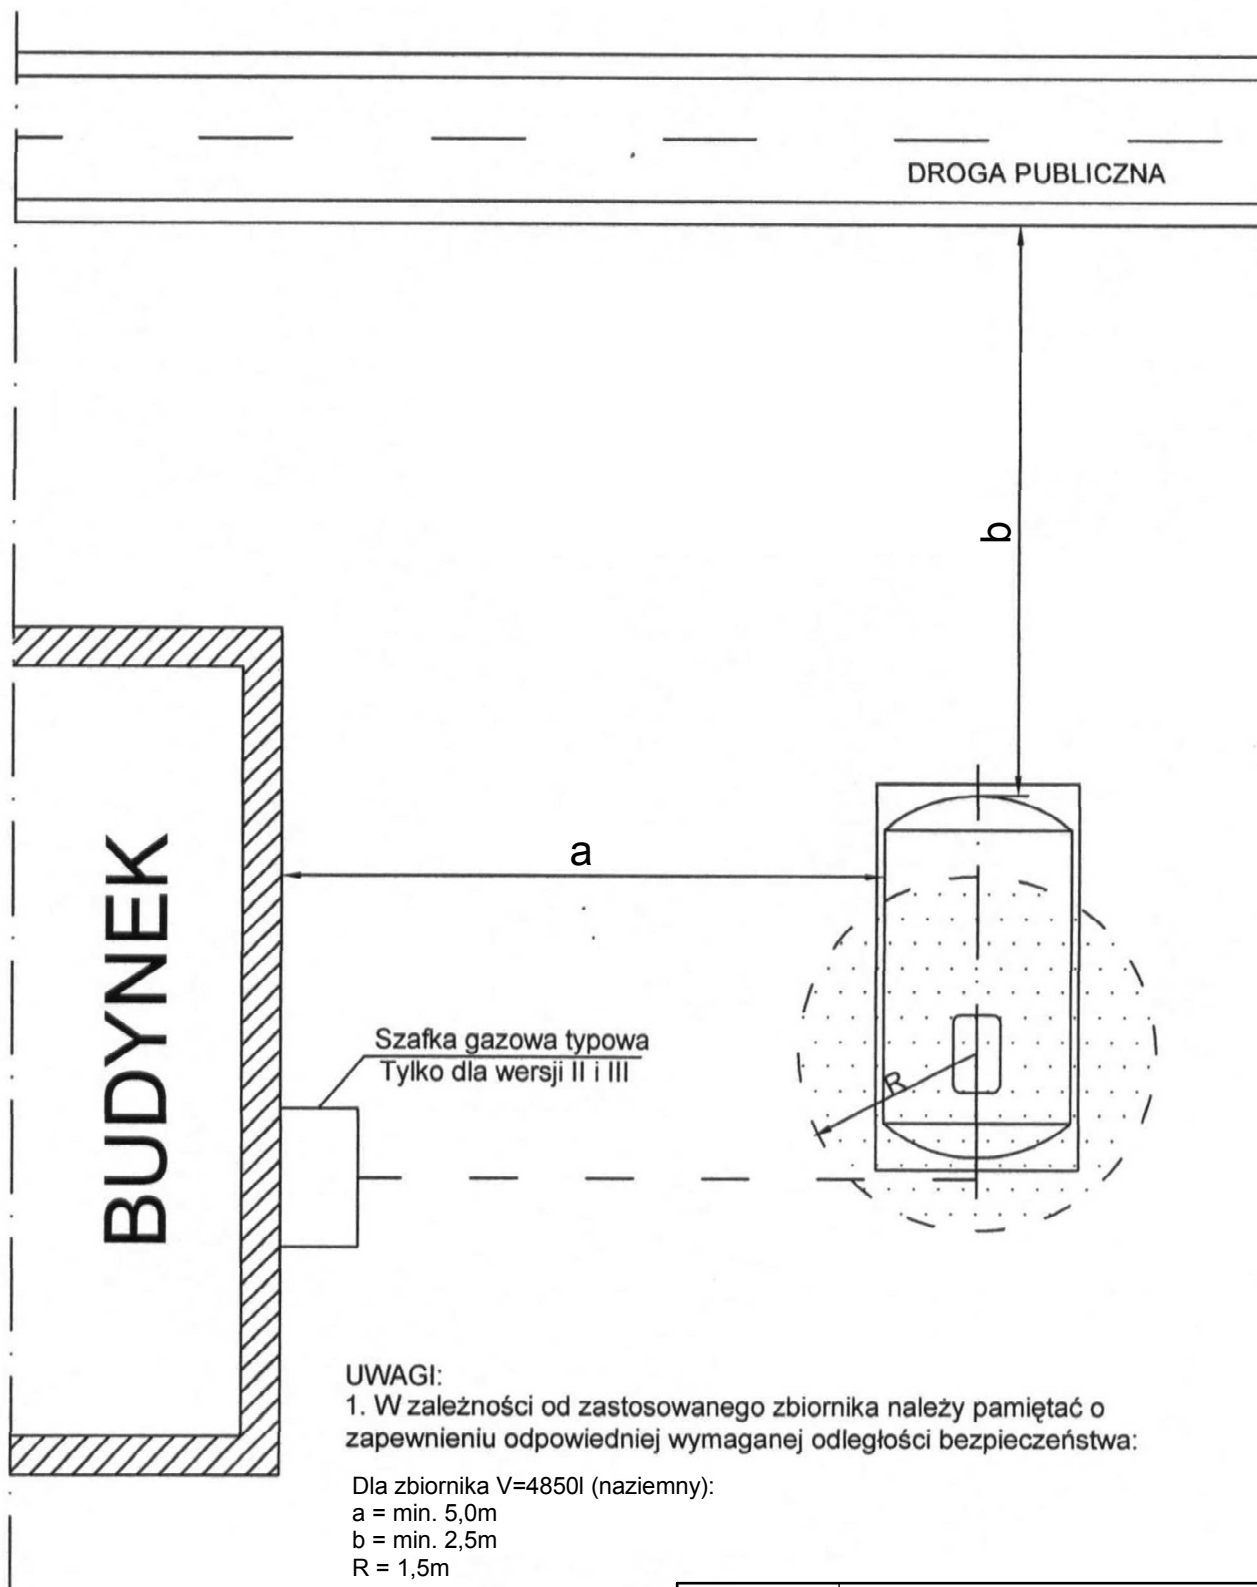 DROGA PUBLICZNA
b
a
BUDYNEK
Szafka gazowa typowa
Tylko dla wersji II i III
R
UWAGI:
1. W zależności od zastosowanego zbiornika należy pamiętać o
zapewnieniu odpowiedniej wymaganej odległości bezpieczeństwa:
Dla zbiornika V=4850l (naziemny):
a = min. 5,0m
b = min. 2,5m
R = 1,5m